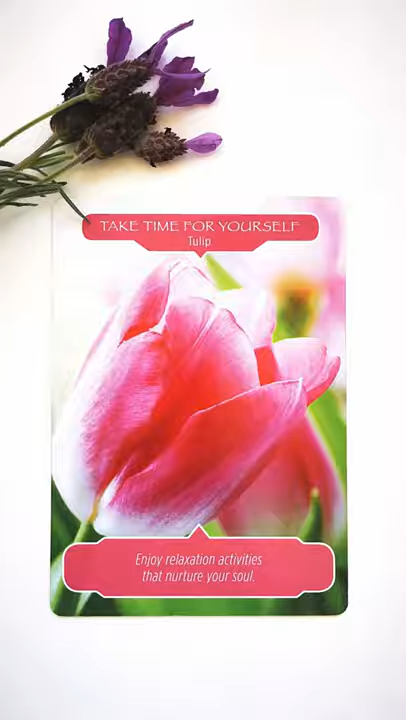 TAKE TIME FOR YOURSELF
Tulip
Enjoy relaxation activities
that nurture your soul.